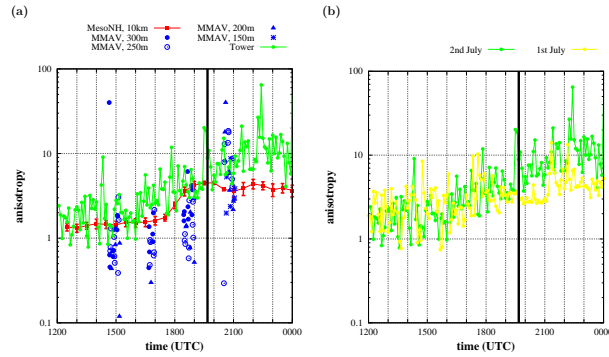 (a)
MesoNH, 10km
MMAV, 300m
MMAV, 250m
MMAV, 200m
MMAV, 150m
Tower
100
10
1
0.1
anisotropy
1200
1500
1800
2100
0000
time (UTC)
(b)
2nd July
1st July
100
10
1
0.1
anisotropy
1200
1500
1800
2100
0000
time (UTC)